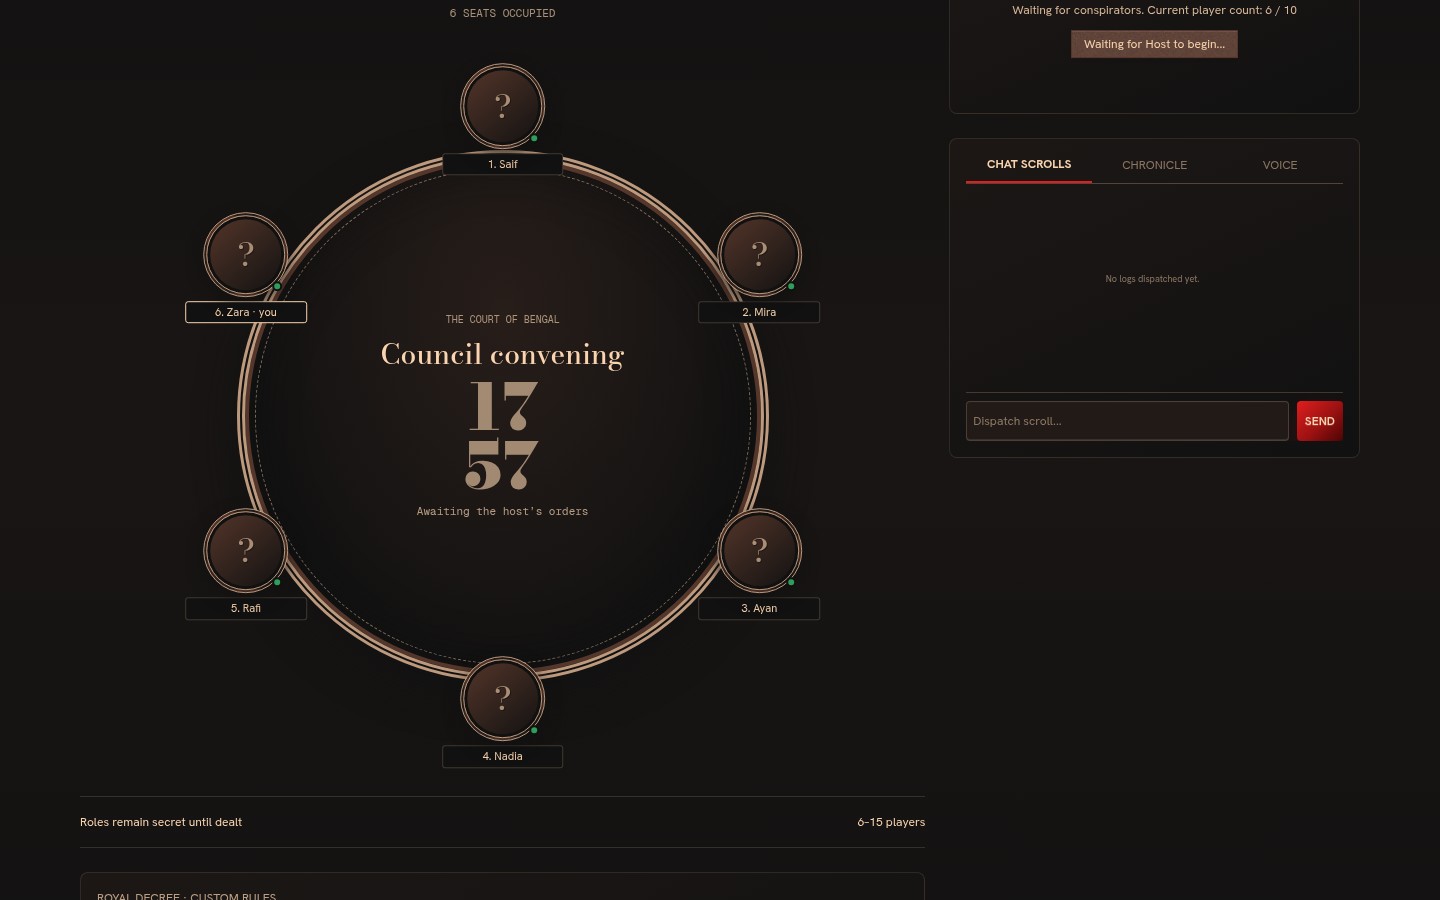 6 SEATS OCCUPIED
?
1. Saif
?
6. Zara · you
?
2. Mira
THE COURT OF BENGAL
Council convening
17
57
Awaiting the host's orders
?
5. Rafi
?
3. Ayan
?
4. Nadia
Roles remain secret until dealt
6–15 players
ROYAL DECREE · CUSTOM RULES
Waiting for conspirators. Current player count: 6 / 10
Waiting for Host to begin...
CHAT SCROLLS
CHRONICLE
VOICE
No logs dispatched yet.
Dispatch scroll...
SEND